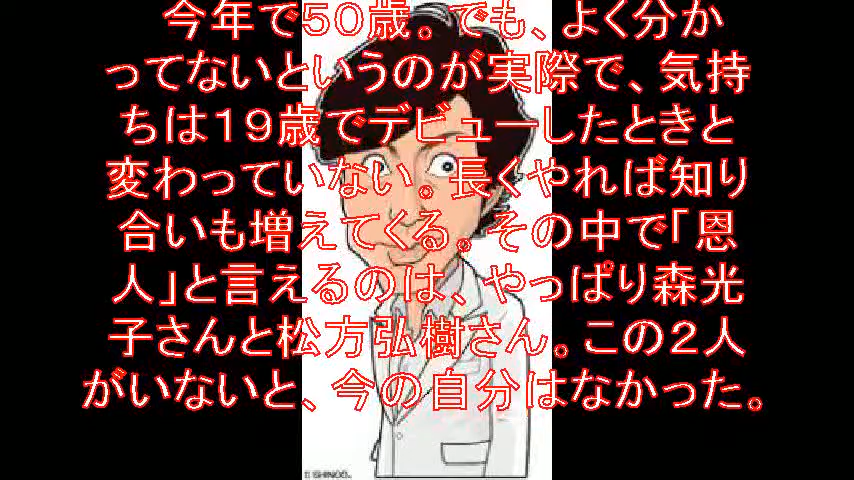 今年で５０歳。でも、よく分か
ってないというのが実際で、気持
ちは１９歳でデビューしたときと
変わっていない。長くやれば知り
合いも増えてくる。その中で「恩
人」と言えるのは、やっぱり森光
子さんと松方弘樹さん。この２人
がいないと、今の自分はなかった。